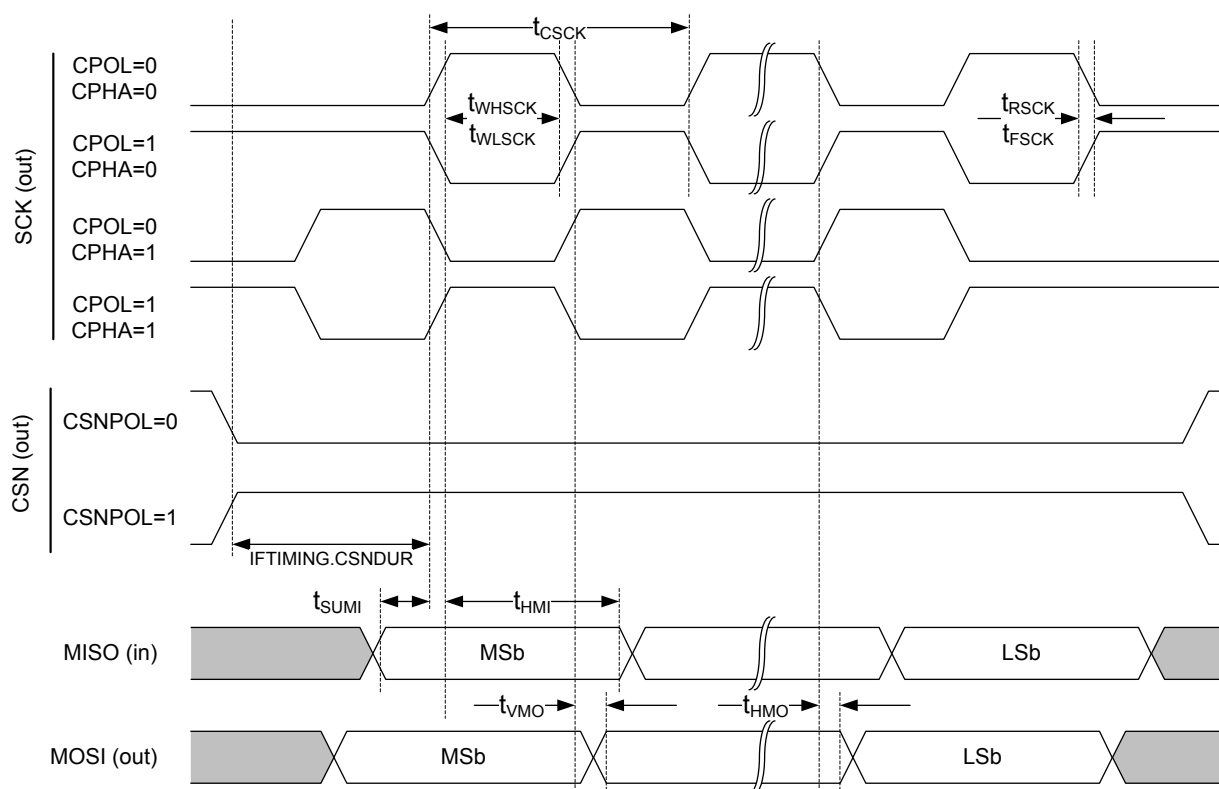 tCSCK
SCK (out)
CPOL=0
CPHA=0
tWHSCK
tWLSCK
tRSCK
tFSCK
CPOL=1
CPHA=0
CPOL=0
CPHA=1
CPOL=1
CPHA=1
CSN (out)
CSNPOL=0
CSNPOL=1
IFTIMING.CSNDUR
tSUMI
tHMI
MISO (in)
MSb
LSb
tVMO
tHMO
MOSI (out)
MSb
LSb